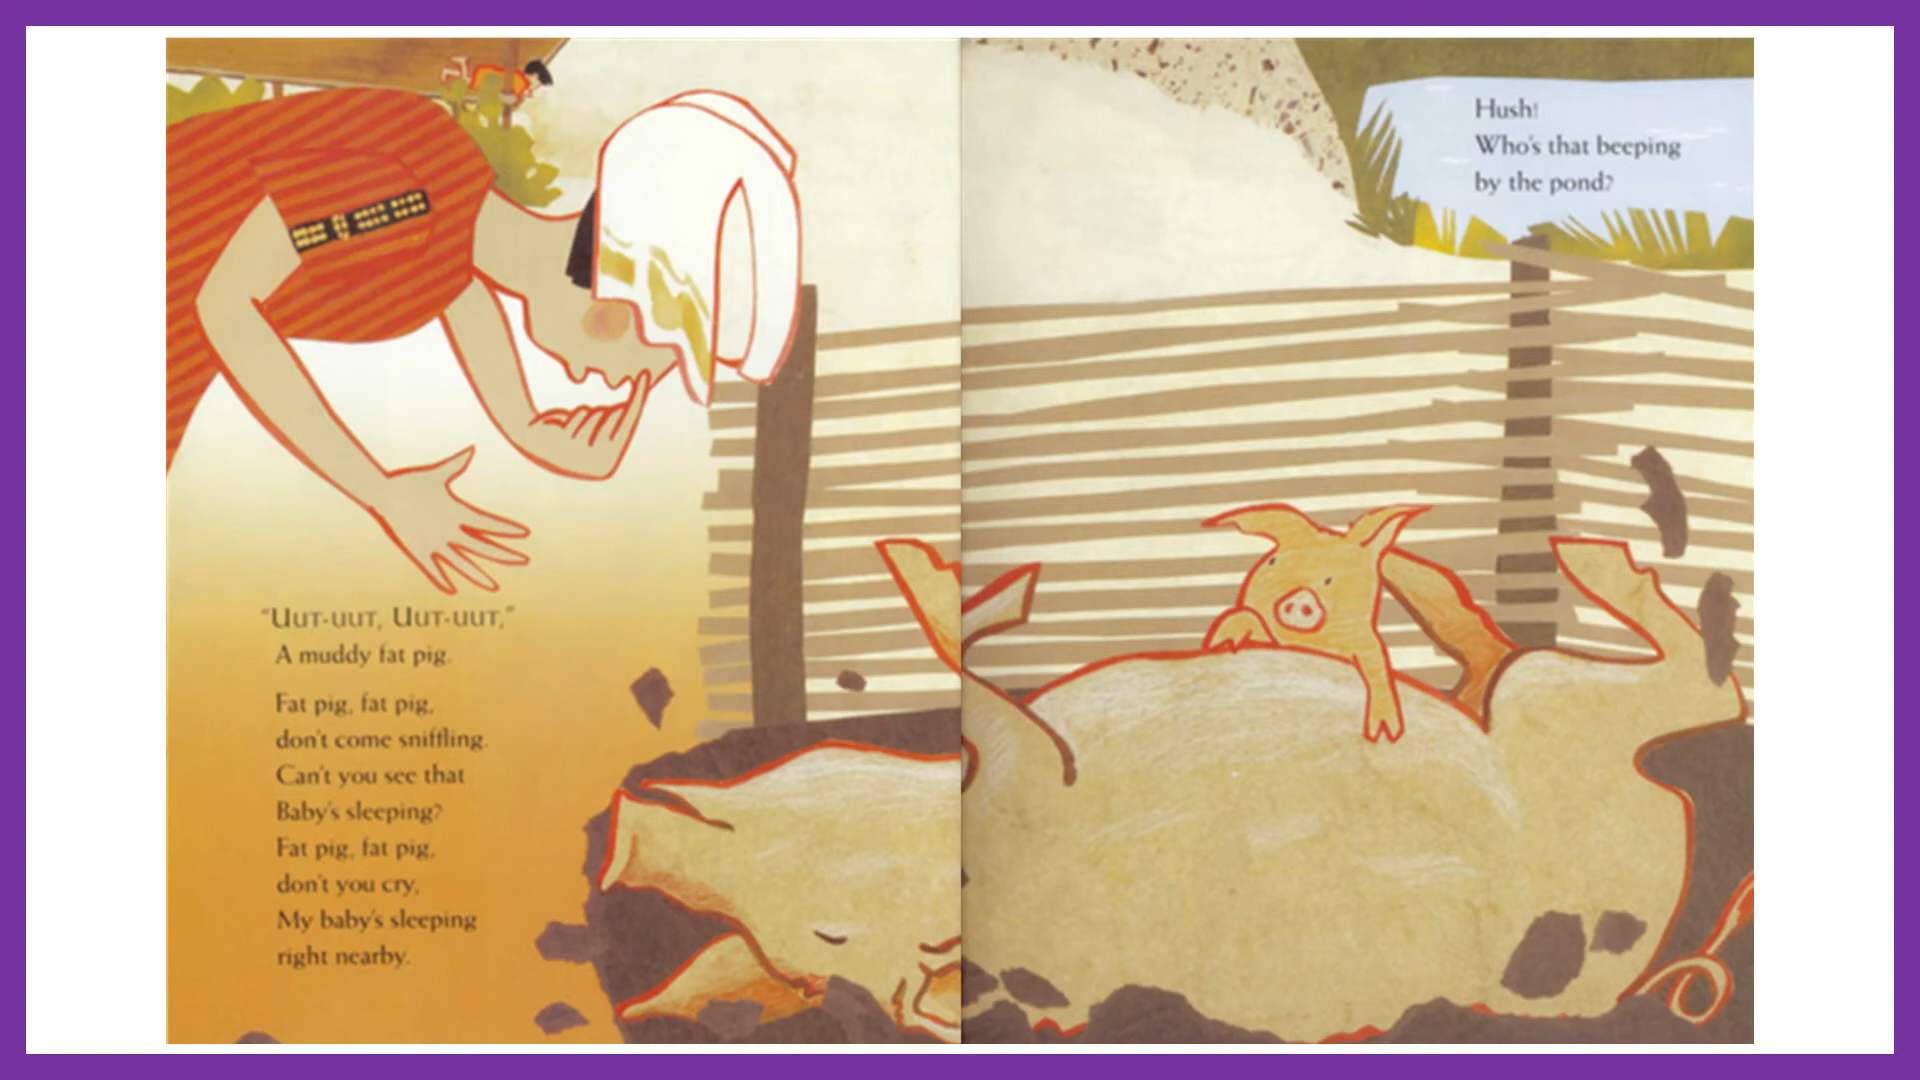 "UUT-UUT, UUT-UUT,"
A muddy fat pig.
Fat pig, fat pig,
don't come sniffling.
Can't you see that
Baby's sleeping?
Fat pig, fat pig,
don't you cry,
My baby's sleeping
right nearby.
Hush!
Who's that beeping
by the pond?